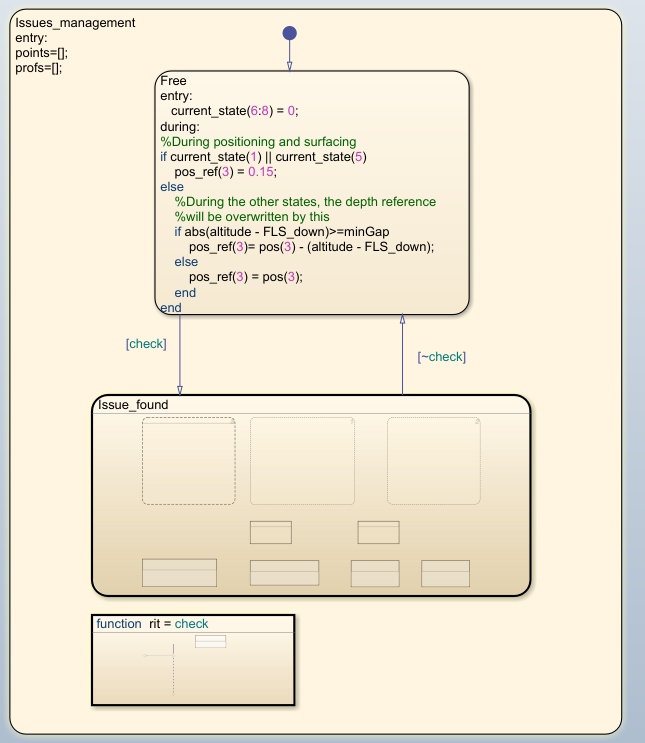 Issues_management
entry:
points=[];
profs=[];
Free
entry:
current_state(6:8) = 0;
during:
%During positioning and surfacing
if current_state(1) || current_state(5)
pos_ref(3) = 0.15;
else
%During the other states, the depth reference
%will be overwritten by this
if abs(altitude - FLS_down)>=minGap
pos_ref(3)= pos(3) - (altitude - FLS_down);
else
pos_ref(3) = pos(3);
end
end
[check]
[~check]
Issue_found
function rit = check